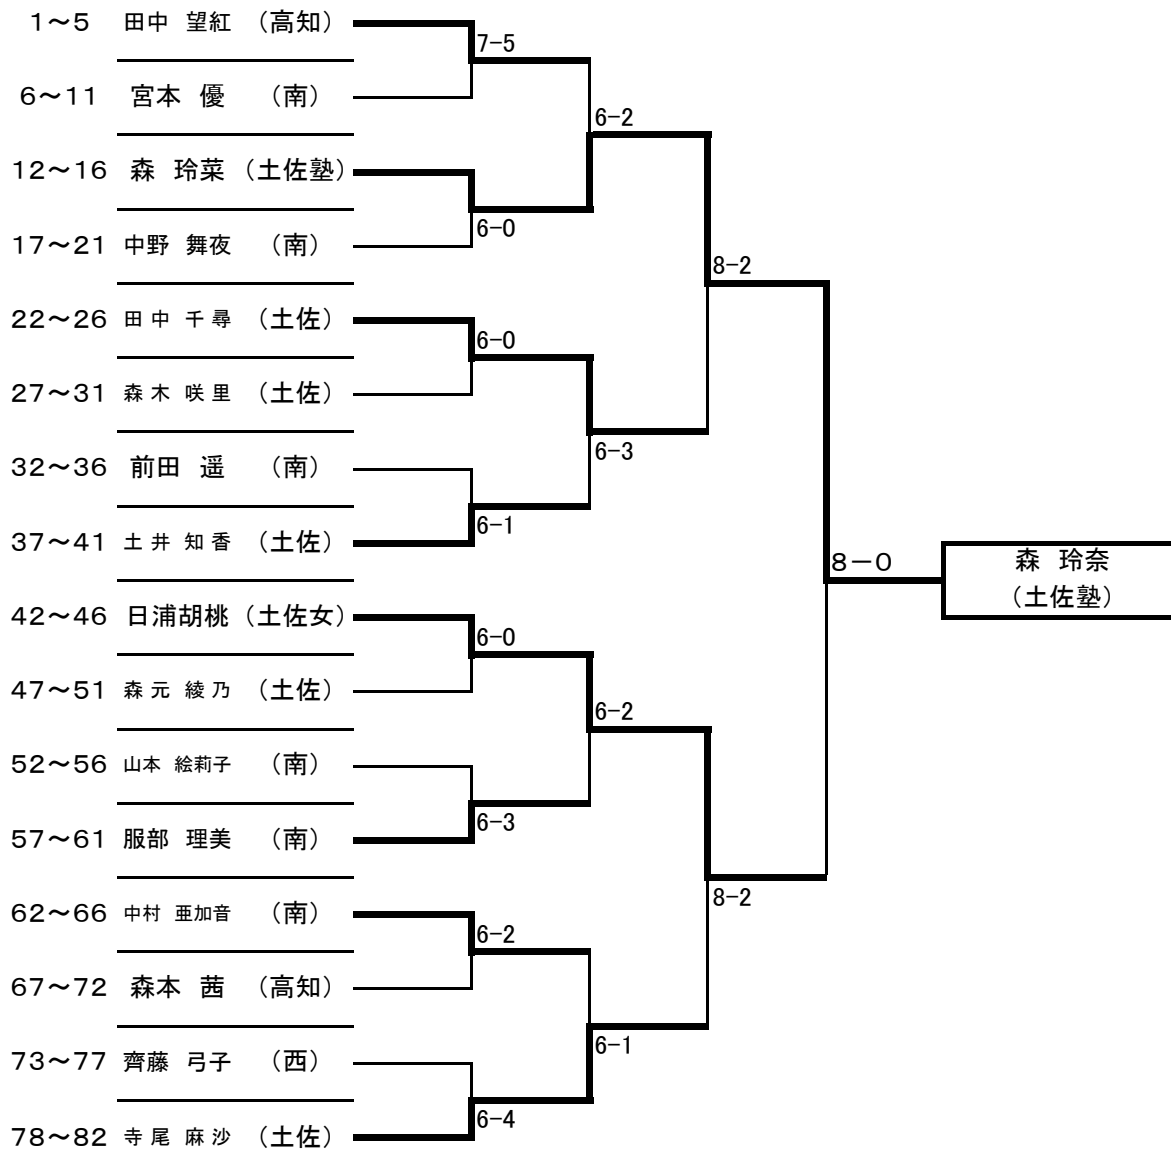 1～5 田中 望紅 （高知）
7-5
6～11 宮本 優 （南）
6-2
12～16 森 玲菜 （土佐塾）
6-0
17～21 中野 舞夜 （南）
8-2
22～26 田中 千尋 （土佐）
6-0
27～31 森木 咲里 （土佐）
6-3
32～36 前田 遥 （南）
6-1
37～41 土井 知香 （土佐）
8－0
森 玲奈
（土佐塾）
42～46 日浦胡桃 （土佐女）
6-0
47～51 森元 綾乃 （土佐）
6-2
52～56 山本 絵莉子 （南）
6-3
57～61 服部 理美 （南）
8-2
62～66 中村 亜加音 （南）
6-2
67～72 森本 茜 （高知）
6-1
73～77 齊藤 弓子 （西）
6-4
78～82 寺尾 麻沙 （土佐）